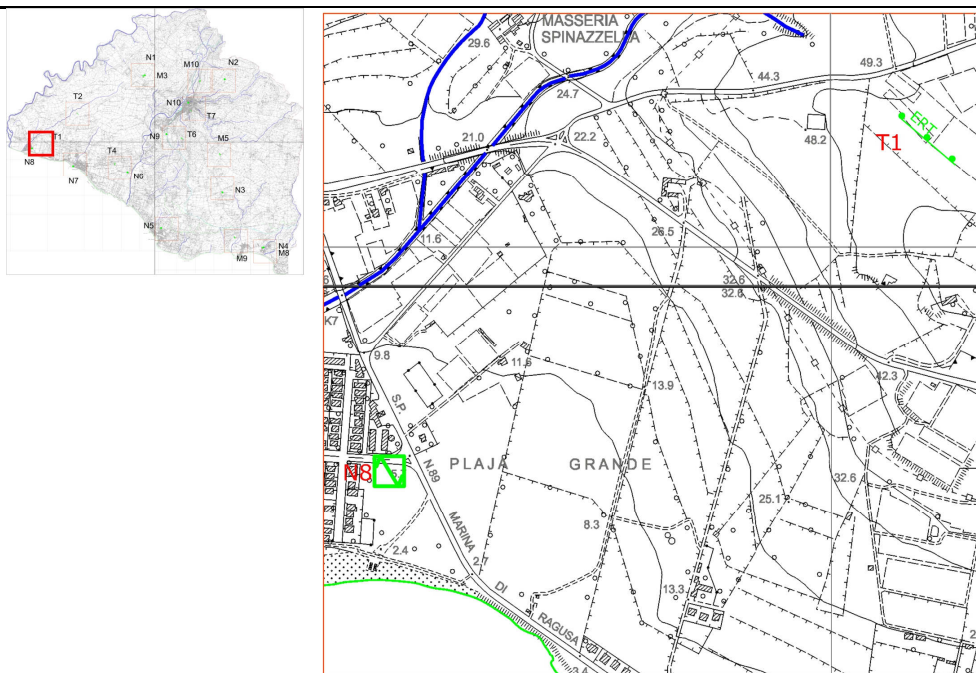 N1
M10
N2
M3
T2
N10
T7
T1
N9
T6
M5
N8
T4
N7
N6
N3
N5
N4
M9
M8
MASSERIA
SPINAZZELLA
29.6
24.7
44.3
49.3
21.0
22.2
48.2
ERT
T1
11.6
26.5
32.6
32.6
K7
9.8
11.6
42.3
13.9
S.P.
N8
N 89
PLAJA GRANDE
32.6
25.1
8.3
MARINA
2.4
2.7
DI
13.3
RAGUSA